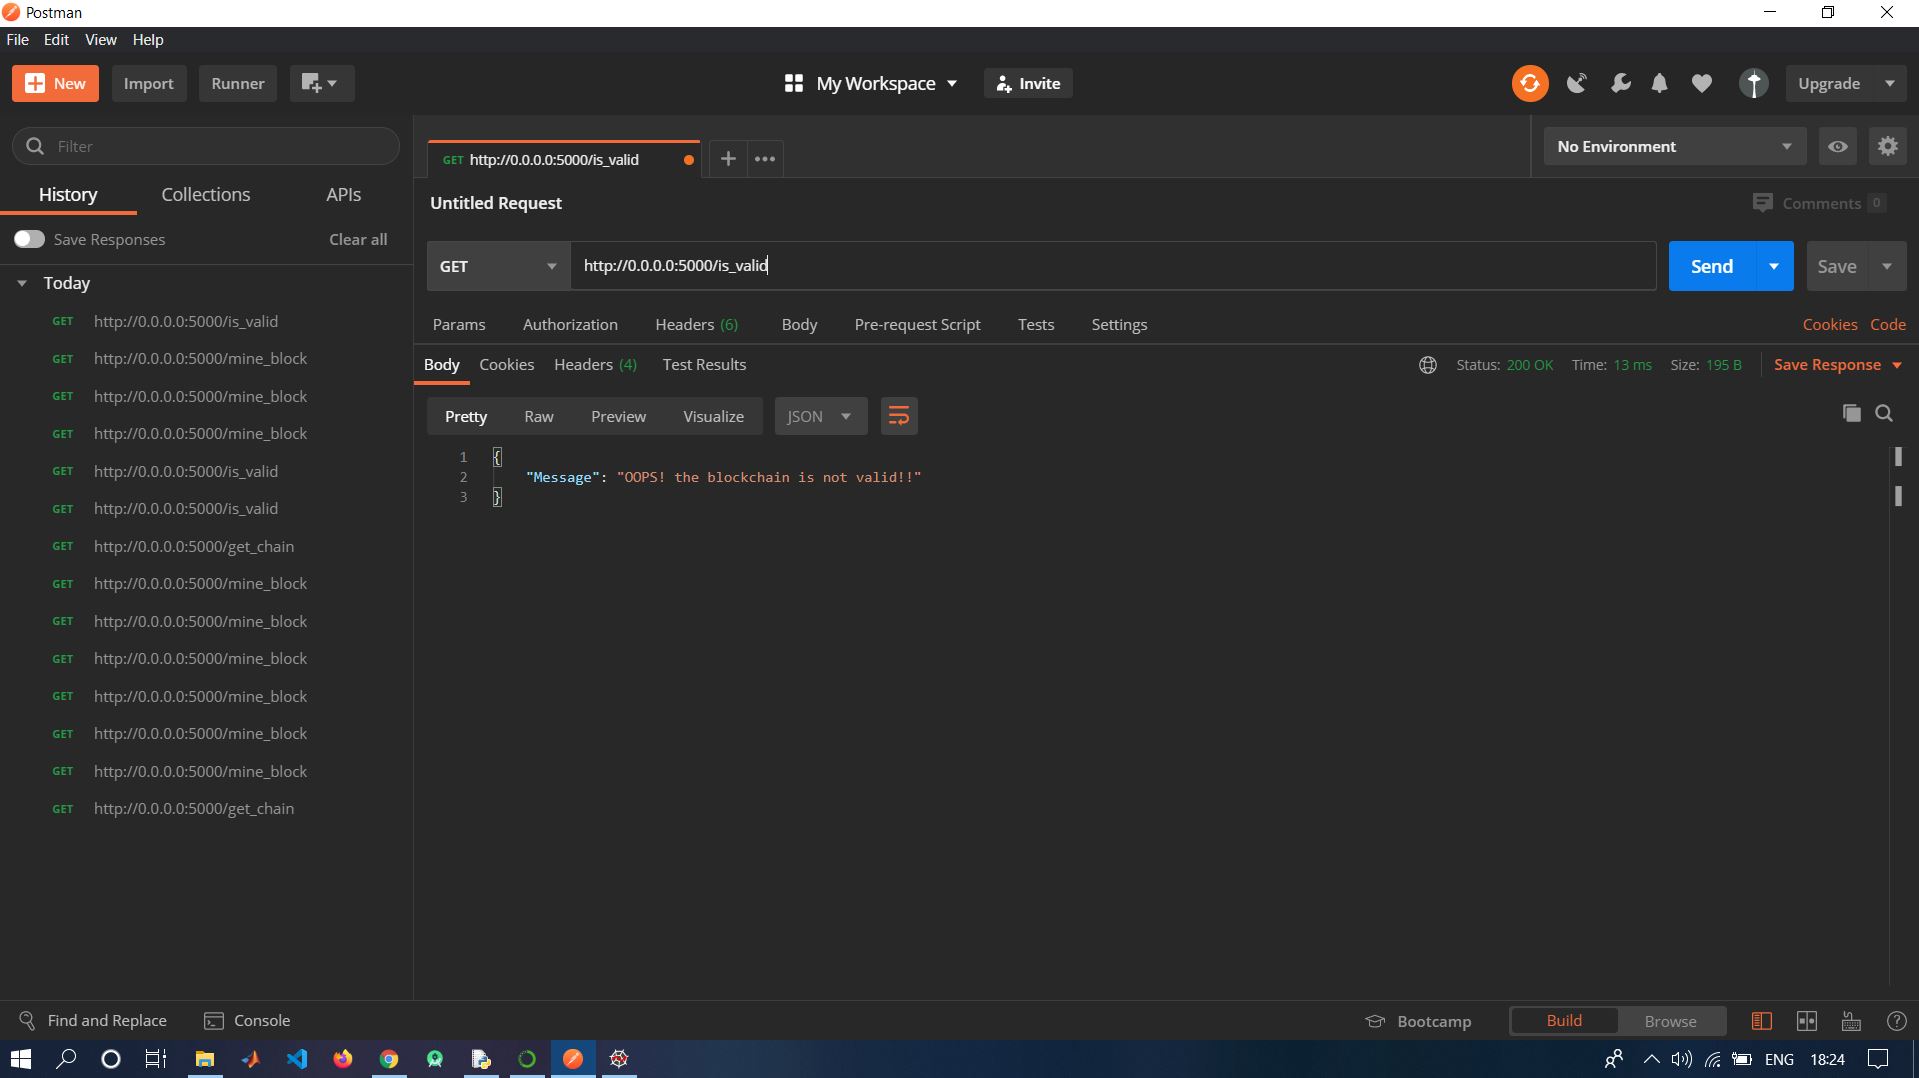 Postman
File Edit View Help
New Import Runner My Workspace Invite Upgrade
Filter
History Collections APIs
Save Responses Clear all
Today
GET http://0.0.0.0:5000/is_valid
GET http://0.0.0.0:5000/mine_block
GET http://0.0.0.0:5000/mine_block
GET http://0.0.0.0:5000/mine_block
GET http://0.0.0.0:5000/is_valid
GET http://0.0.0.0:5000/is_valid
GET http://0.0.0.0:5000/get_chain
GET http://0.0.0.0:5000/mine_block
GET http://0.0.0.0:5000/mine_block
GET http://0.0.0.0:5000/mine_block
GET http://0.0.0.0:5000/mine_block
GET http://0.0.0.0:5000/mine_block
GET http://0.0.0.0:5000/mine_block
GET http://0.0.0.0:5000/get_chain
GET http://0.0.0.0:5000/is_valid
No Environment
Untitled Request
Comments 0
GET http://0.0.0.0:5000/is_valid Send Save
Params Authorization Headers (6) Body Pre-request Script Tests Settings Cookies Code
Body Cookies Headers (4) Test Results Status: 200 OK Time: 13 ms Size: 195 B Save Response
Pretty Raw Preview Visualize JSON
1 {
2 "Message": "OOPS! the blockchain is not valid!!"
3 }
Find and Replace Console Bootcamp Build Browse
ENG 18:24